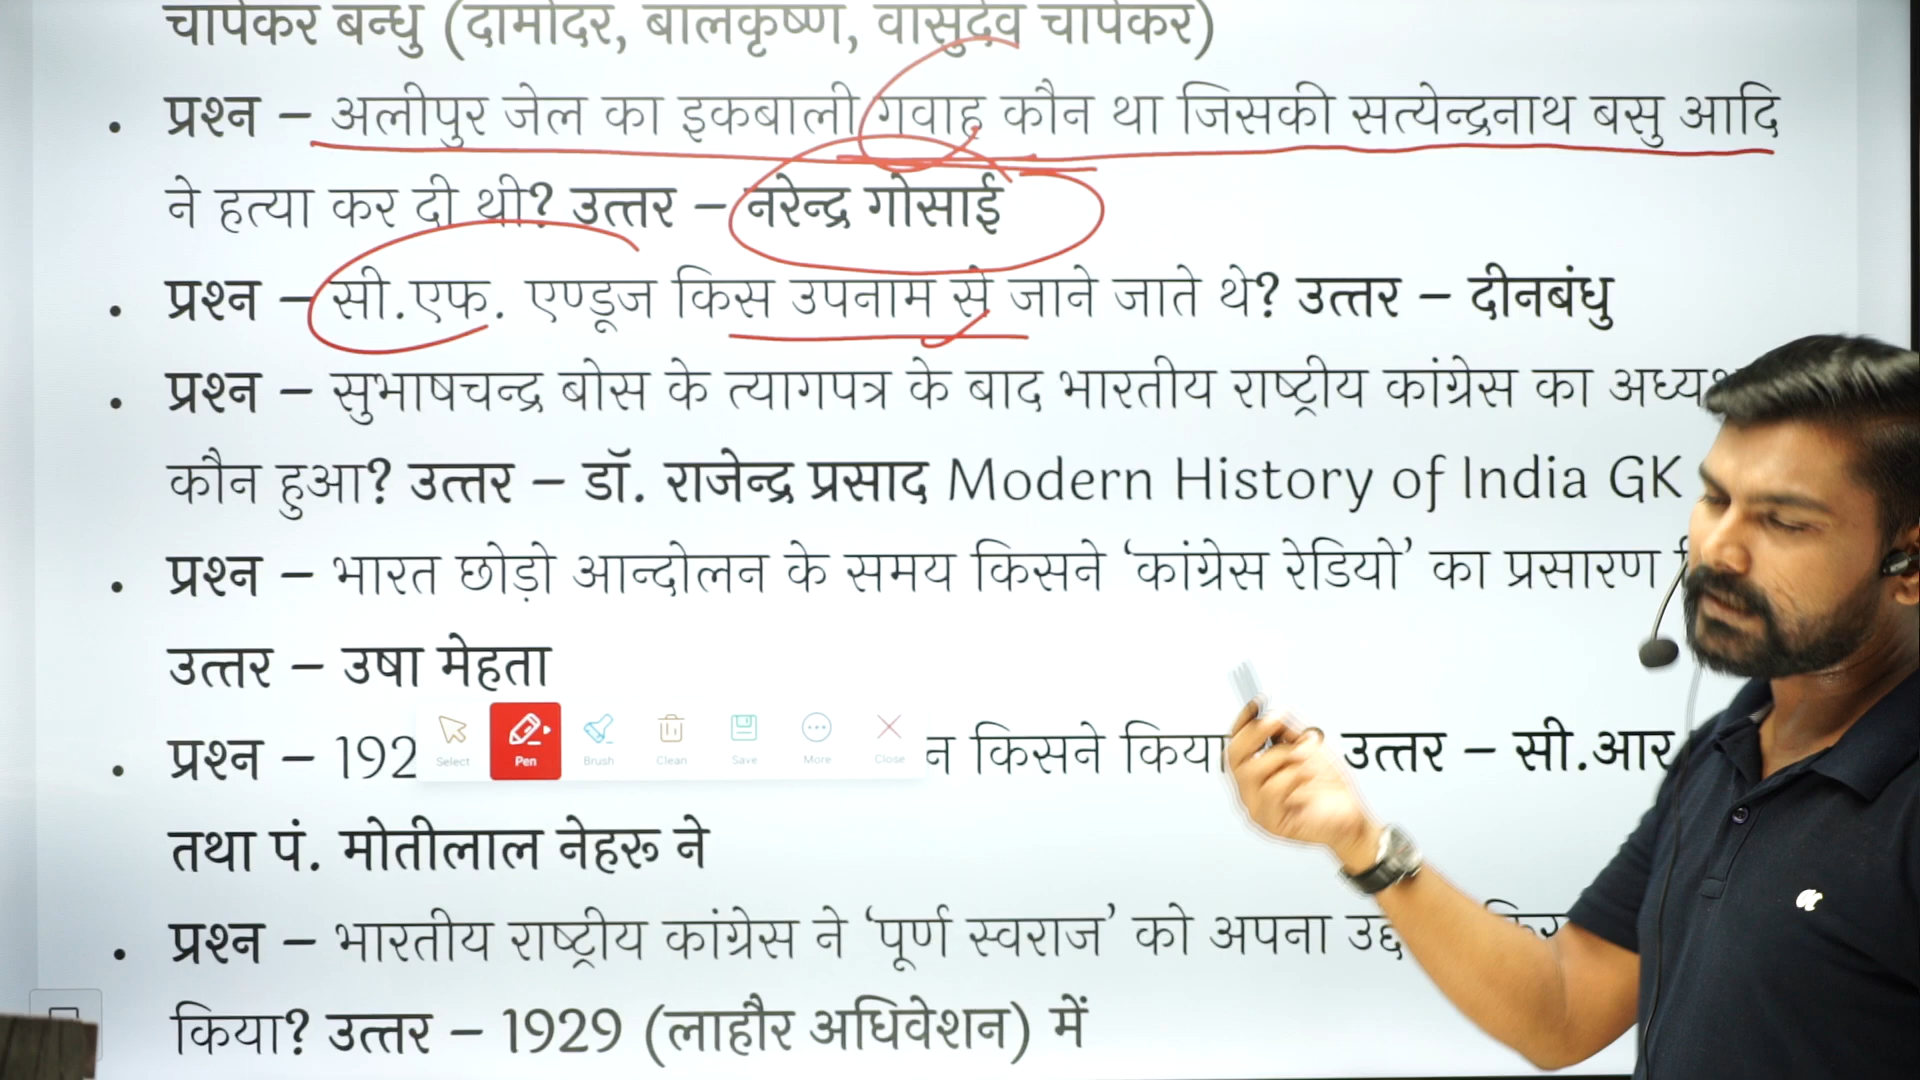 चापेकर बन्धु (दामोदर, बालकृष्ण, वासुदेव चापेकर)
• प्रश्न – अलीपुर जेल का इकबाली गवाह कौन था जिसकी सत्येन्द्रनाथ बसु आदि
ने हत्या कर दी थी? उत्तर – नरेन्द्र गोसाई
• प्रश्न – सी.एफ. एण्डूज किस उपनाम से जाने जाते थे? उत्तर – दीनबंधु
• प्रश्न – सुभाषचन्द्र बोस के त्यागपत्र के बाद भारतीय राष्ट्रीय कांग्रेस का
कौन हुआ? उत्तर – डॉ. राजेन्द्र प्रसाद Modern History of India GK
• प्रश्न – भारत छोड़ो आन्दोलन के समय किसने ‘कांग्रेस रेडियो’ का प्रसारण
उत्तर – उषा मेहता
• प्रश्न – 192 न किसने किया उत्तर – सी.आर
Select Pen Brush Clean Save More Close
तथा पं. मोतीलाल नेहरू ने
• प्रश्न – भारतीय राष्ट्रीय कांग्रेस ने ‘पूर्ण स्वराज’ को अपना
किया? उत्तर – 1929 (लाहौर अधिवेशन) में